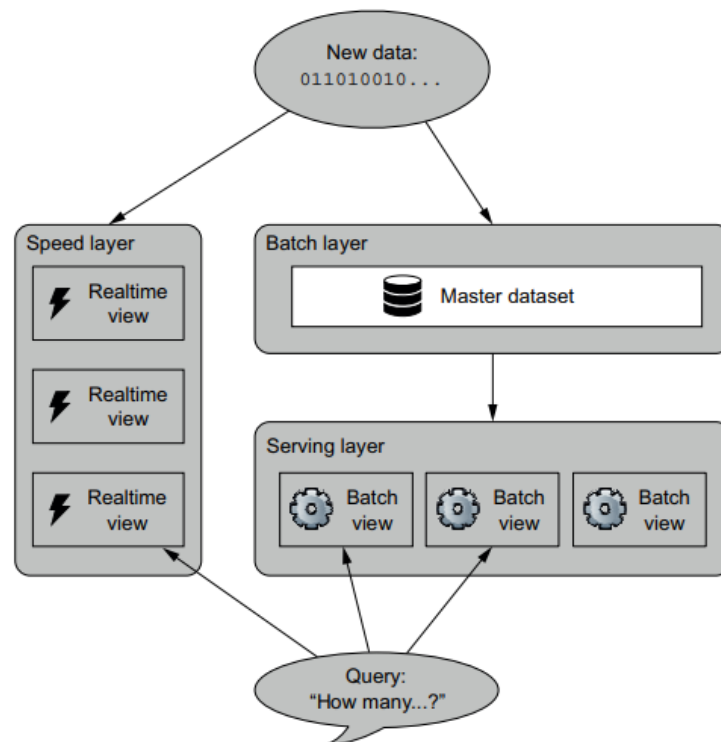 New data:
011010010...
Speed layer
Realtime
view
Realtime
view
Realtime
view
Batch layer
Master dataset
Serving layer
Batch
view
Batch
view
Batch
view
Query:
“How many...?”